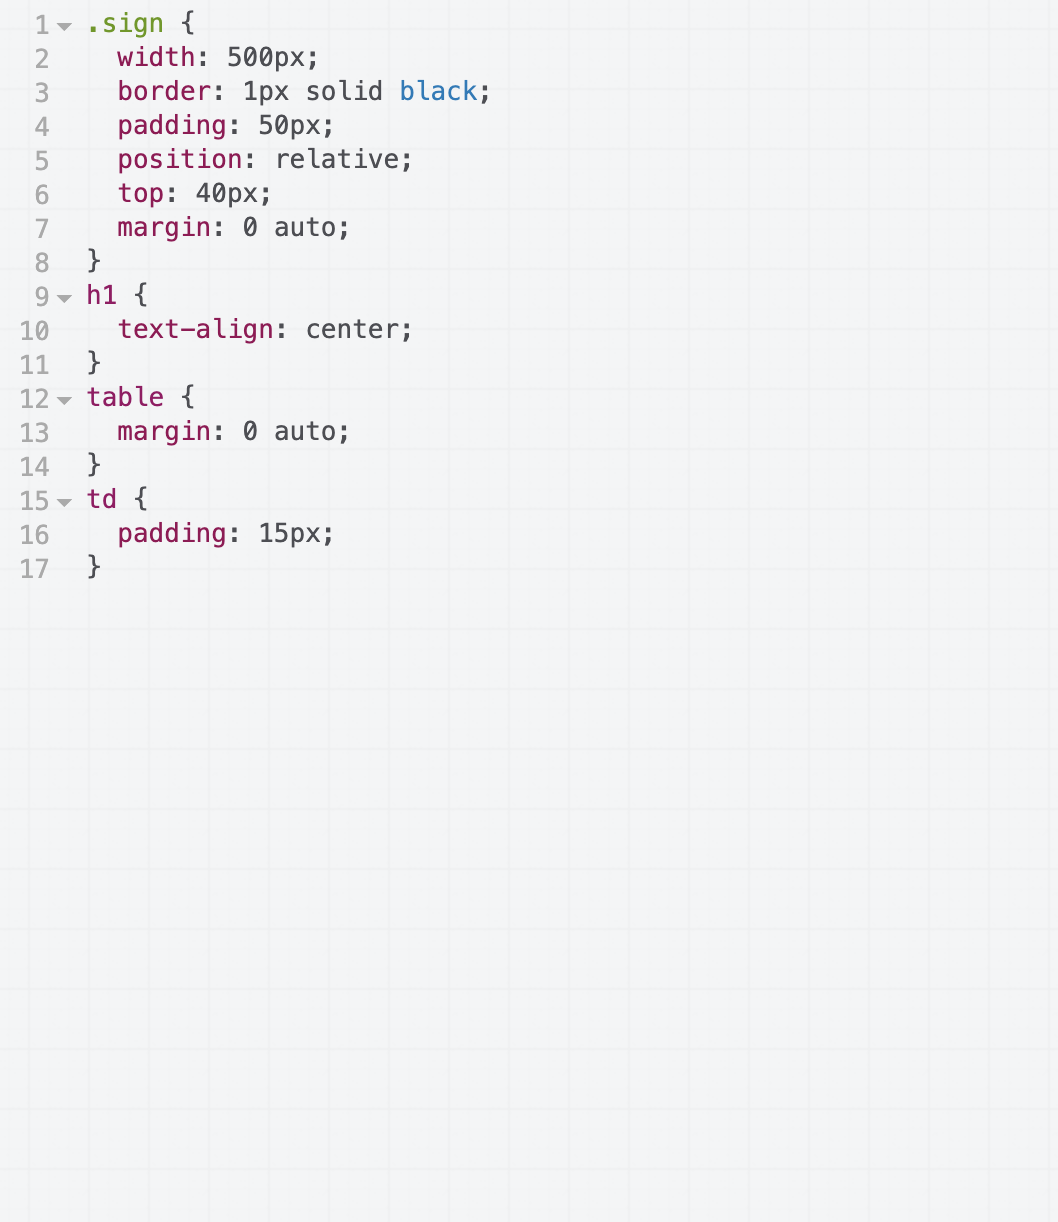 1 .sign {
2 width: 500px;
3 border: 1px solid black;
4 padding: 50px;
5 position: relative;
6 top: 40px;
7 margin: 0 auto;
8 }
9 h1 {
10 text-align: center;
11 }
12 table {
13 margin: 0 auto;
14 }
15 td {
16 padding: 15px;
17 }